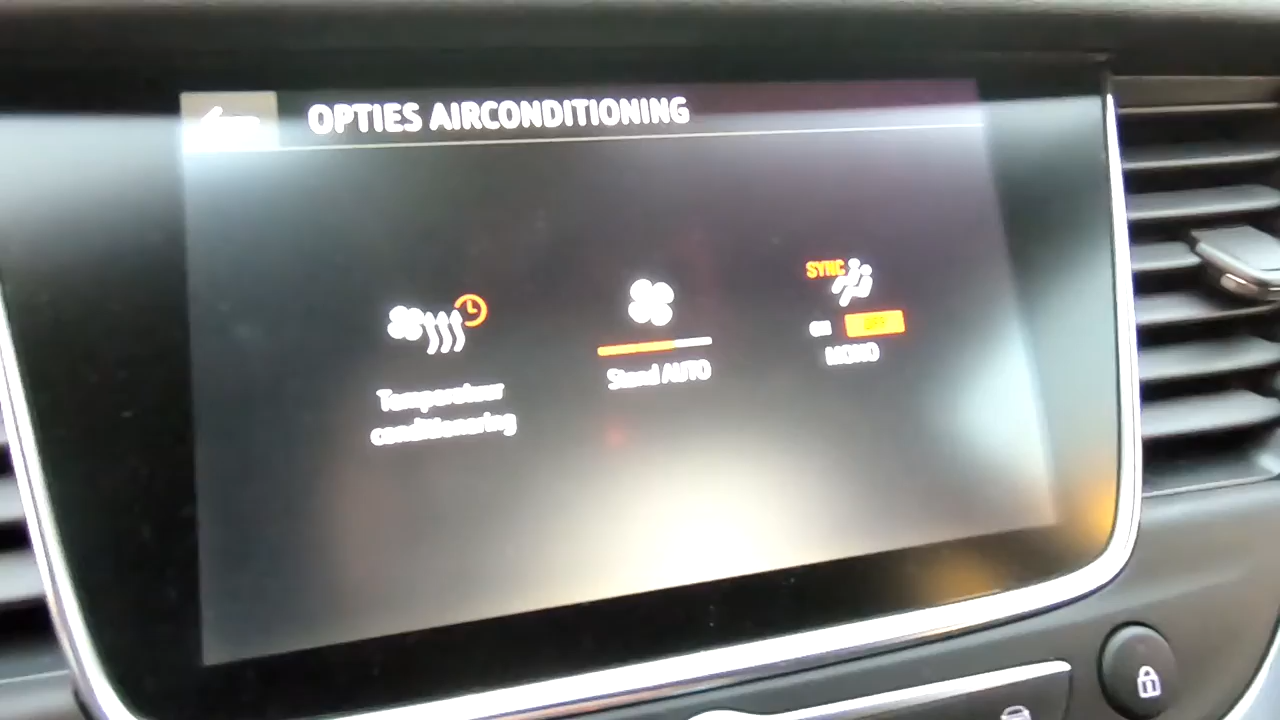 OPTIES AIRCONDITIONING
SYNC
ON OFF
MONO
Stand AUTO
Temperatuur
conditionering